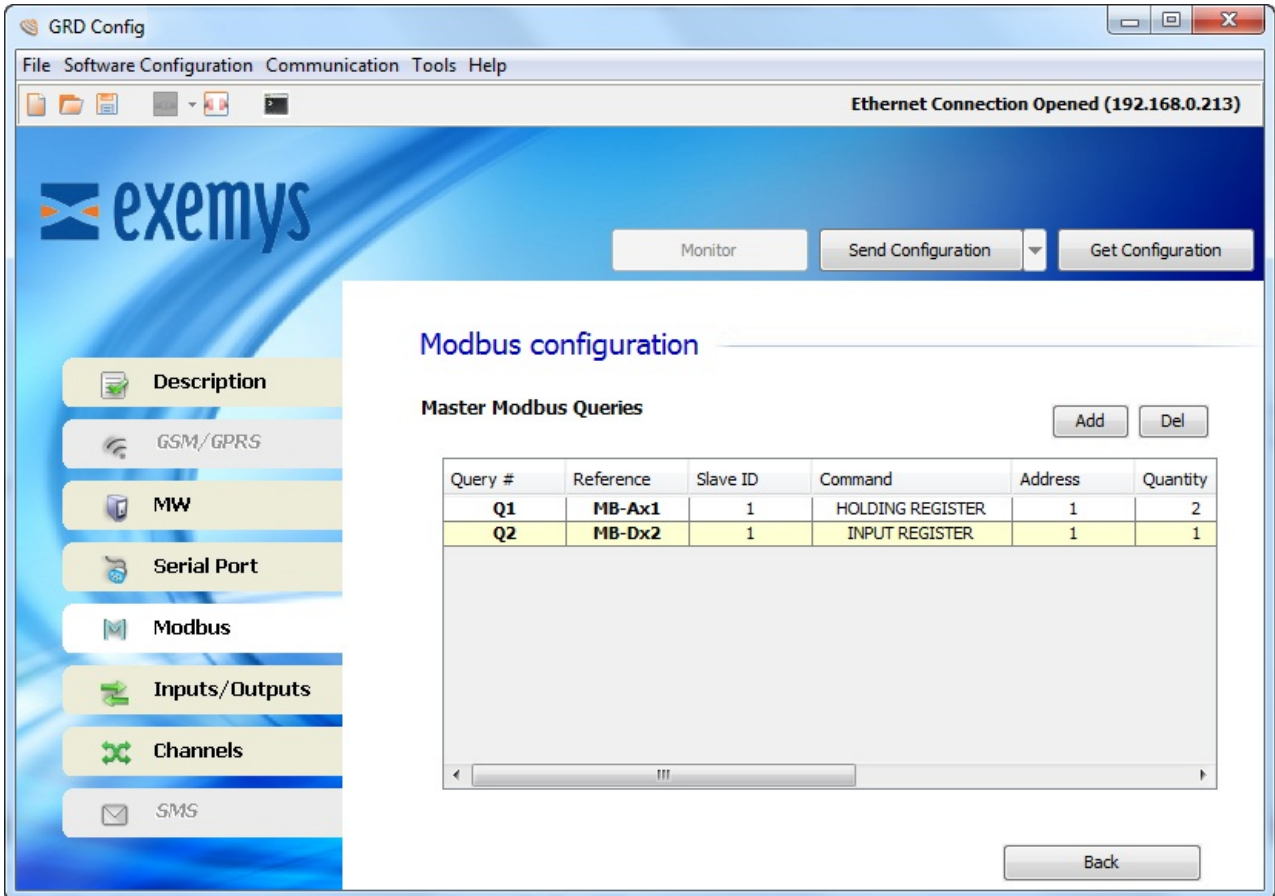 GRD Config
File Software Configuration Communication Tools Help
Ethernet Connection Opened (192.168.0.213)
exemys
Monitor Send Configuration Get Configuration
Modbus configuration
Description
Master Modbus Queries
Add Del
GSM/GPRS
Query # Reference Slave ID Command Address Quantity
MW
Q1 MB-Ax1 1 HOLDING REGISTER 1 2
Q2 MB-Dx2 1 INPUT REGISTER 1 1
Serial Port
Modbus
Inputs/Outputs
Channels
SMS
Back